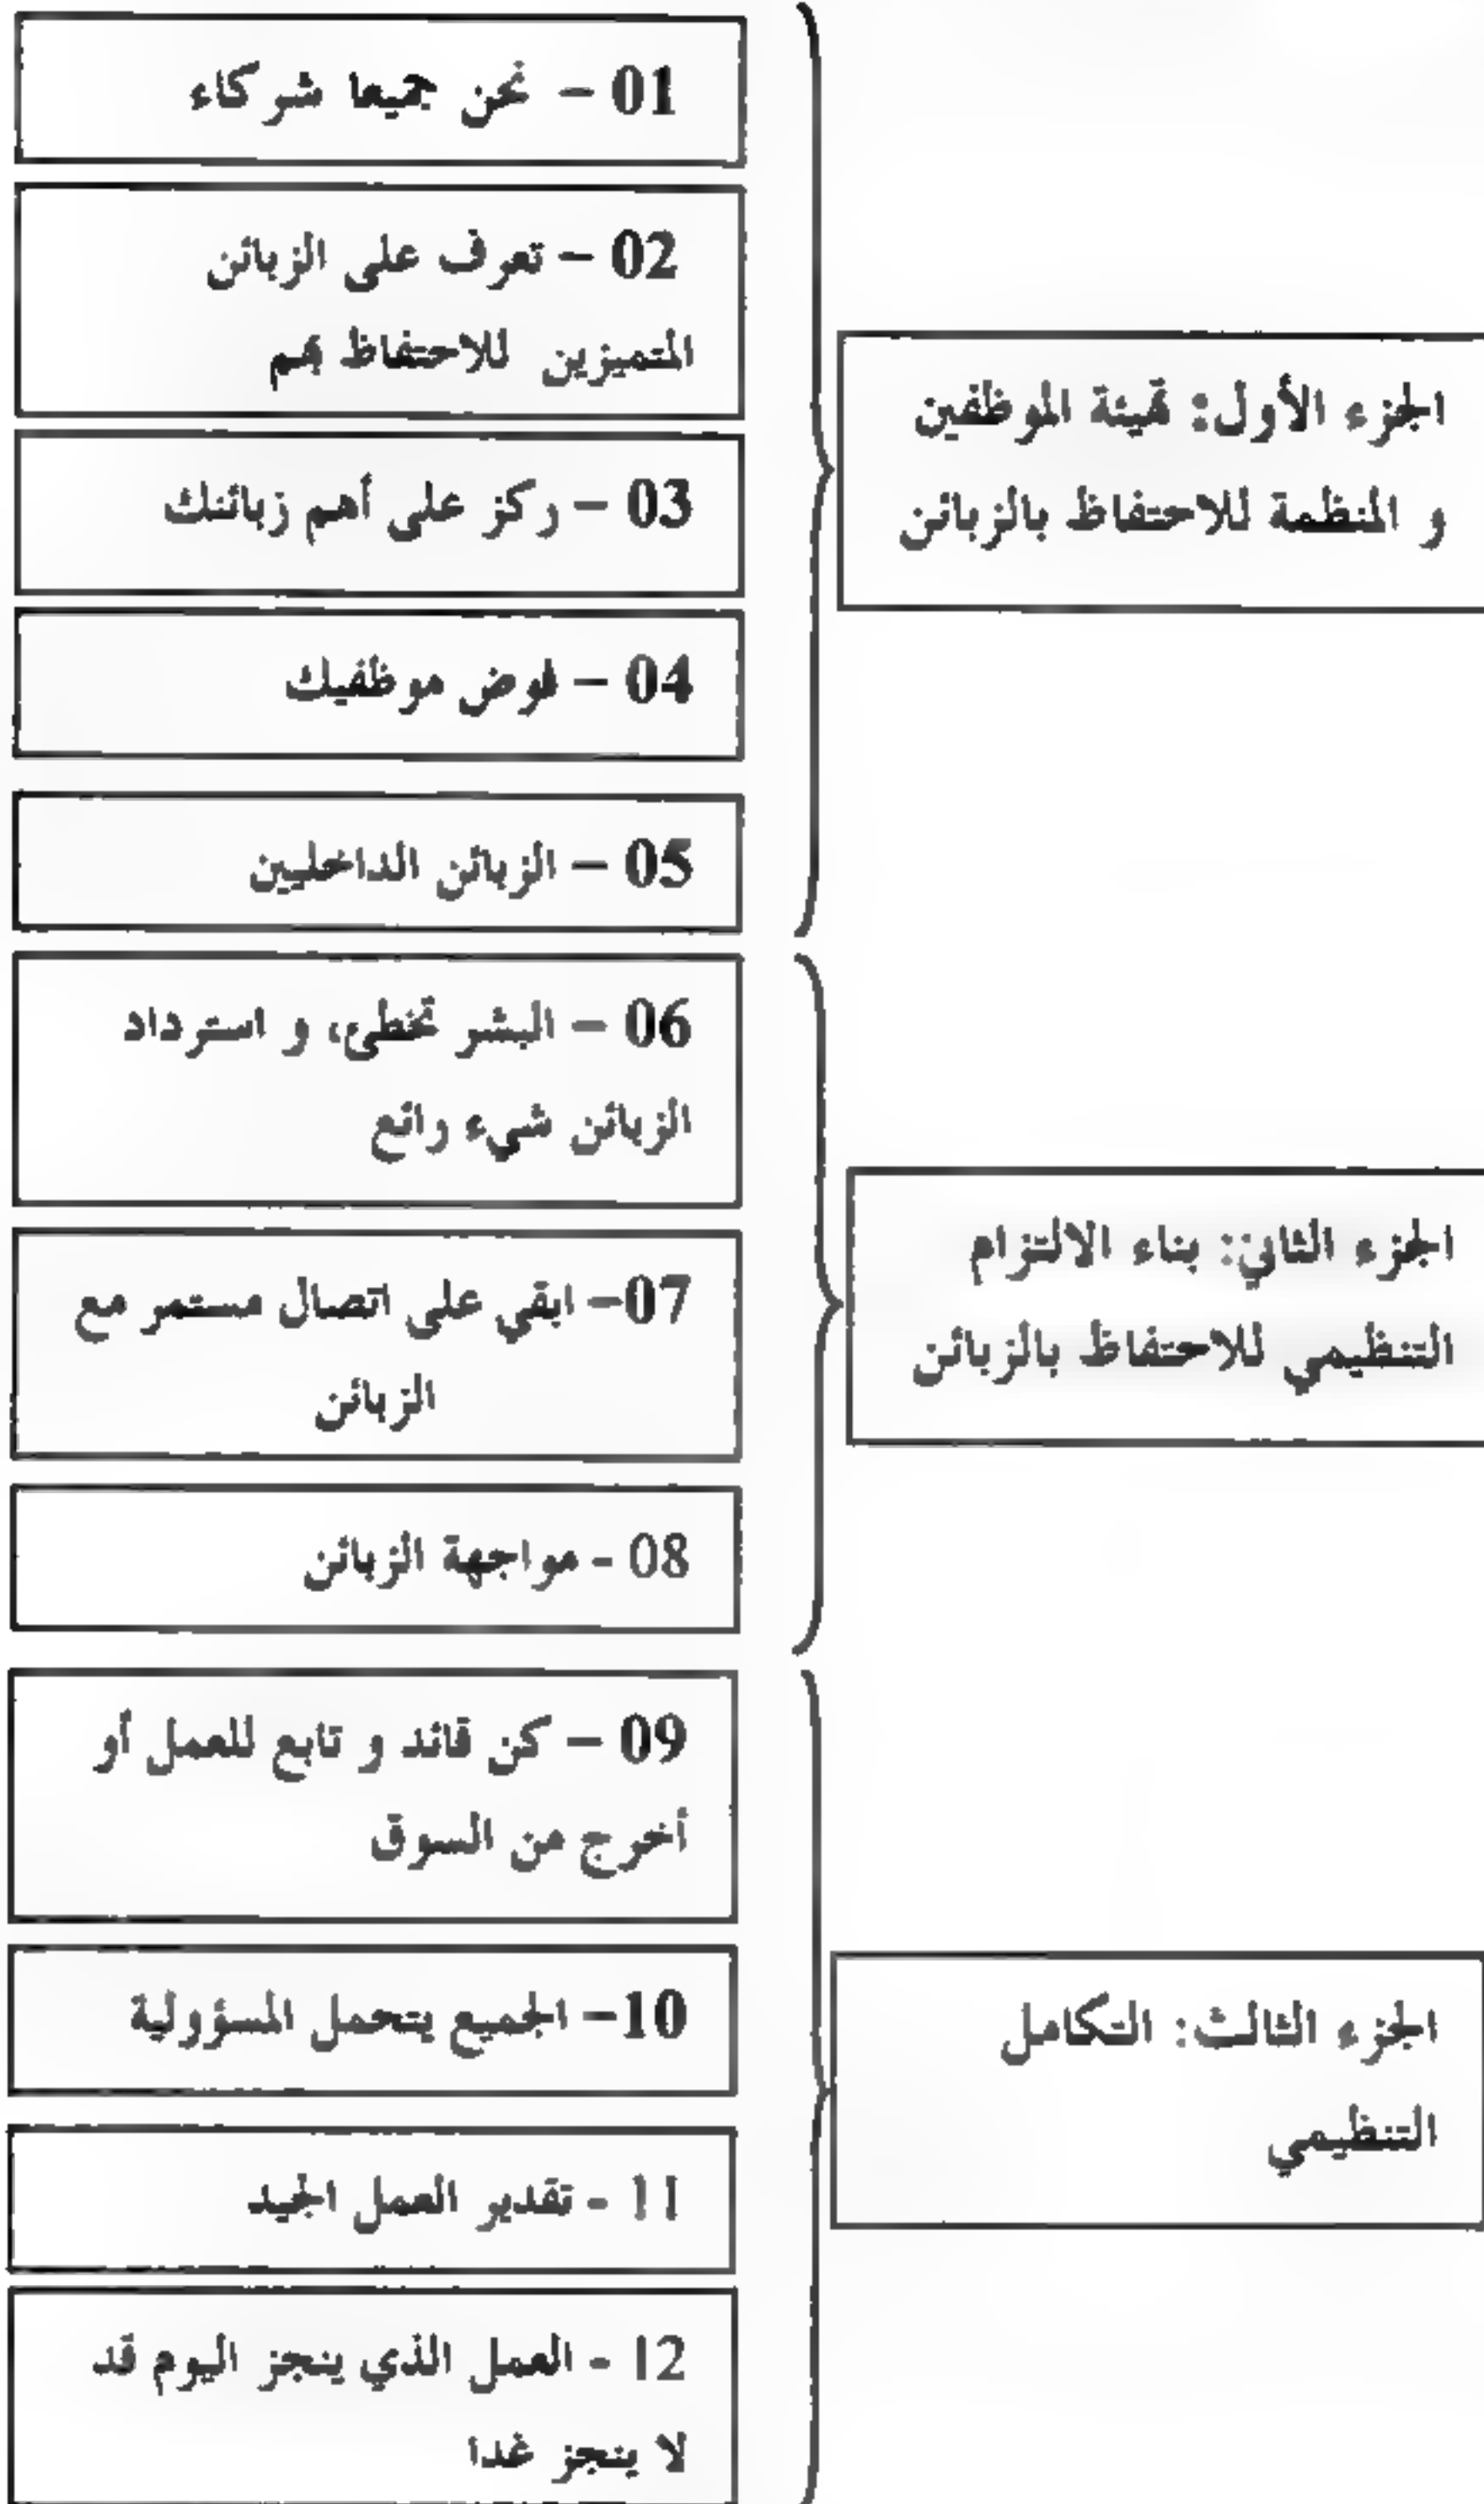 الجزء الأول: تهيئة الموظفين
و المنظمة للاحتفاظ بالزبائن
01 – نحن جميعا شركاء
02 – تعرف على الزبائن
المتميزين للاحتفاظ بهم
03 – ركز على أهم زبائنك
04 – فوض موظفيك
05 – الزبائن الداخليين
الجزء الثاني: بناء الالتزام
التنظيمي للاحتفاظ بالزبائن
06 – البشر تخطئ، و استرداد
الزبائن شيء رائع
07– ابقي على اتصال مستمر مع
الزبائن
08 - مواجهة الزبائن
الجزء الثالث: التكامل
التنظيمي
09 – كن قائد و تابع للعمل أو
أخرج من السوق
10– الجميع يتحمل المسؤولية
11 - تقدير العمل الجيد
12 - العمل الذي ينجز اليوم قد
لا ينجز غدا